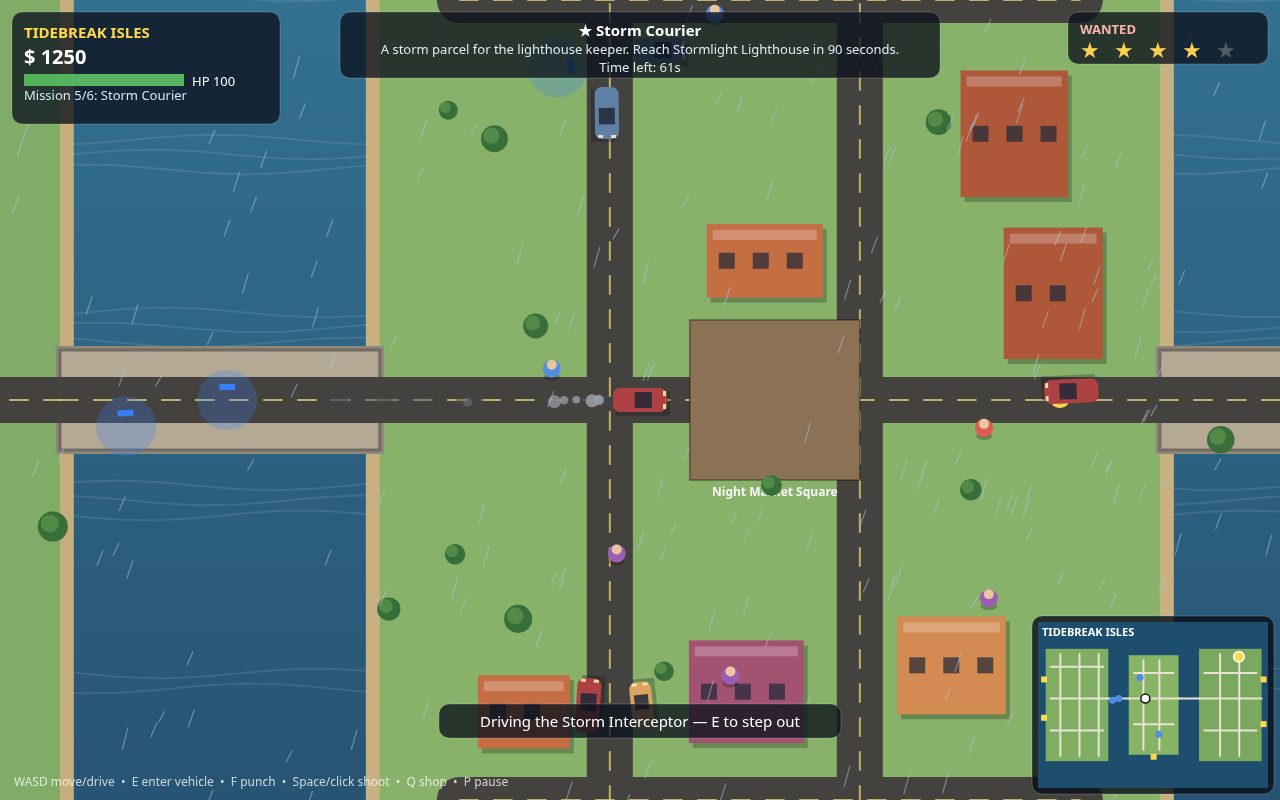 TIDEBREAK ISLES
$ 1250
HP 100
Mission 5/6: Storm Courier
★ Storm Courier
A storm parcel for the lighthouse keeper. Reach Stormlight Lighthouse in 90 seconds.
Time left: 61s
WANTED
★ ★ ★ ★ ★
Night Market Square
TIDEBREAK ISLES
Driving the Storm Interceptor — E to step out
WASD move/drive • E enter vehicle • F punch • Space/click shoot • Q shop • P pause